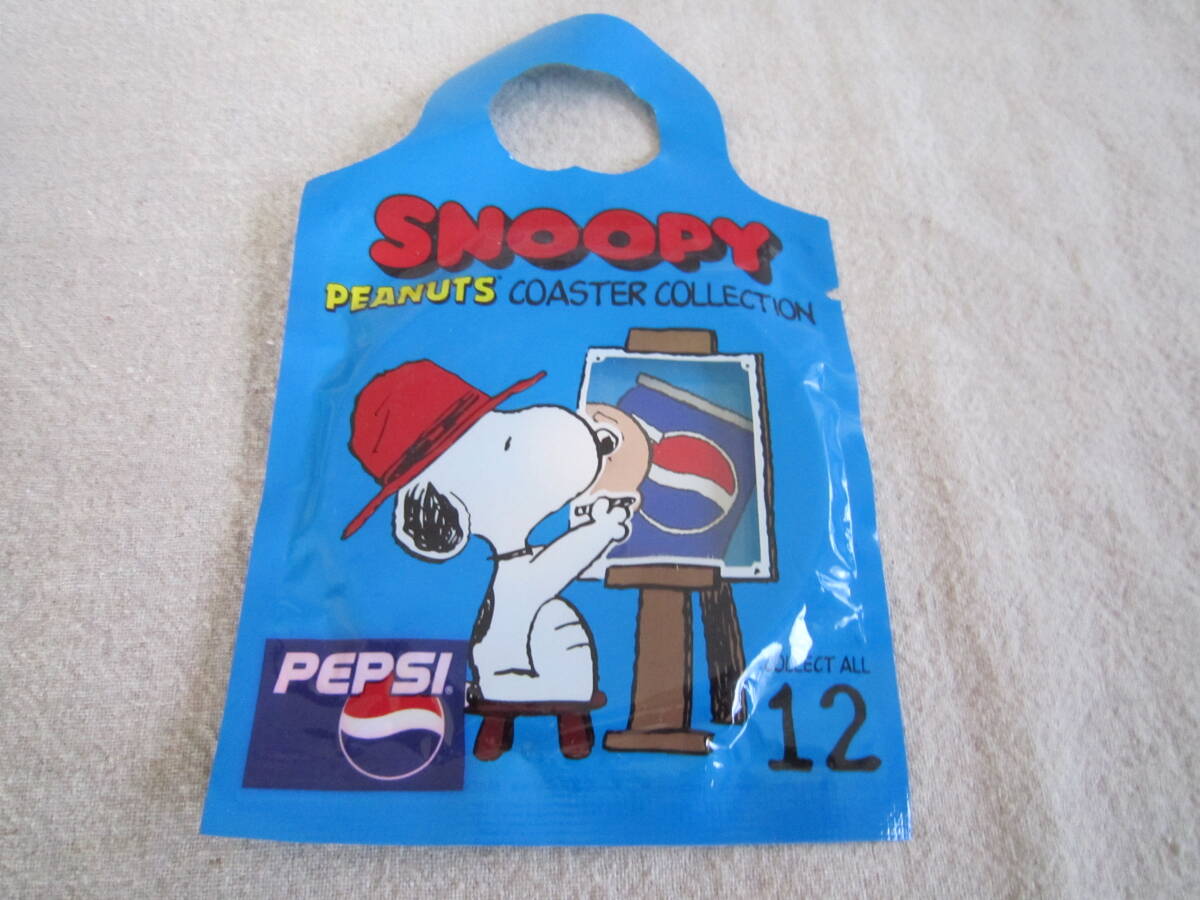 SNOOPY
PEANUTS COASTER COLLECTION
PEPSI
COLLECT ALL
12